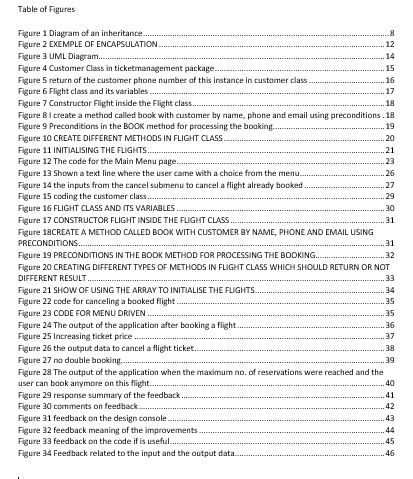 Table of Figures
Figure 1 Diagram of an inheritance 8
Figure 2 EXEMPLE OF ENCAPSULATION 12
Figure 3 UML Diagram 14
Figure 4 Customer Class in ticketmanagement package 15
Figure 5 return of the customer phone number of this instance in customer class 16
Figure 6 Flight class and its variables 17
Figure 7 Constructor Flight inside the Flight class 18
Figure 8 I create a method called book with customer by name, phone and email using preconditions . 18
Figure 9 Preconditions in the BOOK method for processing the booking 19
Figure 10 CREATE DIFFERENT METHODS IN FLIGHT CLASS 20
Figure 11 INITIALISING THE FLIGHTS 21
Figure 12 The code for the Main Menu page 23
Figure 13 Shown a text line where the user came with a choice from the menu 26
Figure 14 the inputs from the cancel submenu to cancel a flight already booked 27
Figure 15 coding the customer class 29
Figure 16 FLIGHT CLASS AND ITS VARIABLES 30
Figure 17 CONSTRUCTOR FLIGHT INSIDE THE FLIGHT CLASS 31
Figure 18CREATE A METHOD CALLED BOOK WITH CUSTOMER BY NAME, PHONE AND EMAIL USING
PRECONDITIONS 31
Figure 19 PRECONDITIONS IN THE BOOK METHOD FOR PROCESSING THE BOOKING 32
Figure 20 CREATING DIFFERENT TYPES OF METHODS IN FLIGHT CLASS WHICH SHOULD RETURN OR NOT
DIFFERENT RESULT 33
Figure 21 SHOW OF USING THE ARRAY TO INITIALISE THE FLIGHTS 34
Figure 22 code for canceling a booked flight 35
Figure 23 CODE FOR MENU DRIVEN 35
Figure 24 The output of the application after booking a flight 36
Figure 25 Increasing ticket price 37
Figure 26 the output data to cancel a flight ticket 38
Figure 27 no double booking 39
Figure 28 The output of the application when the maximum no. of reservations were reached and the
user can book anymore on this flight 40
Figure 29 response summary of the feedback 41
Figure 30 comments on feedback 42
Figure 31 feedback on the design console 43
Figure 32 feedback meaning of the improvements 44
Figure 33 feedback on the code if is useful 45
Figure 34 Feedback related to the input and the output data 46